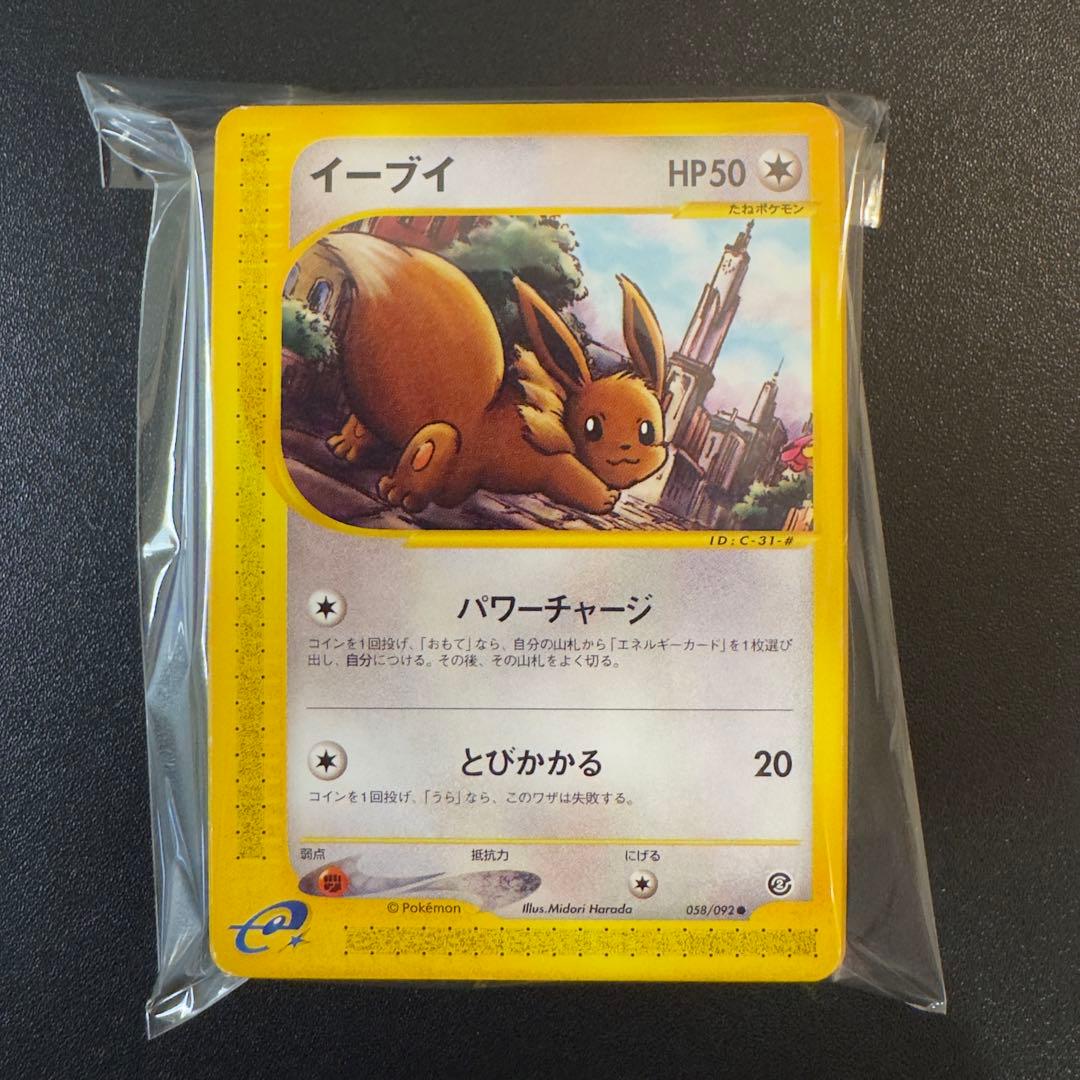 イーブイ
HP50
たねポケモン
ID:C-31-#
パワーチャージ
コインを1回投げ、「おもて」なら、自分の山札から「エネルギーカード」を1枚選び
出し、自分につける。その後、その山札をよく切る。
とびかかる 20
コインを1回投げ、「うら」なら、このワザは失敗する。
弱点 抵抗力 にげる
© Pokémon Illus.Midori Harada 058/092●
e
2